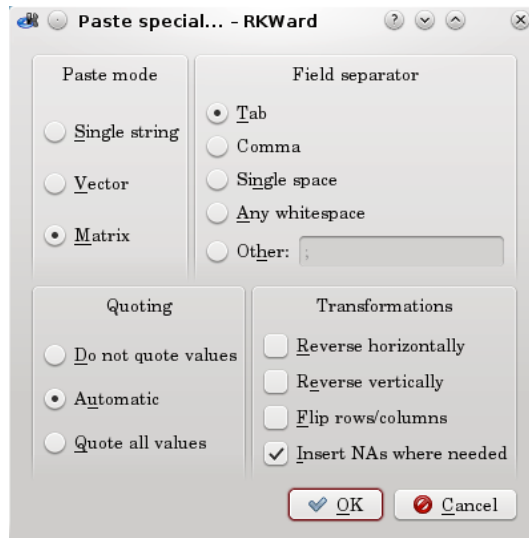 Paste special... – RKWard
Paste mode
Single string
Vector
Matrix
Field separator
Tab
Comma
Single space
Any whitespace
Other: ;
Quoting
Do not quote values
Automatic
Quote all values
Transformations
Reverse horizontally
Reverse vertically
Flip rows/columns
Insert NAs where needed
OK
Cancel